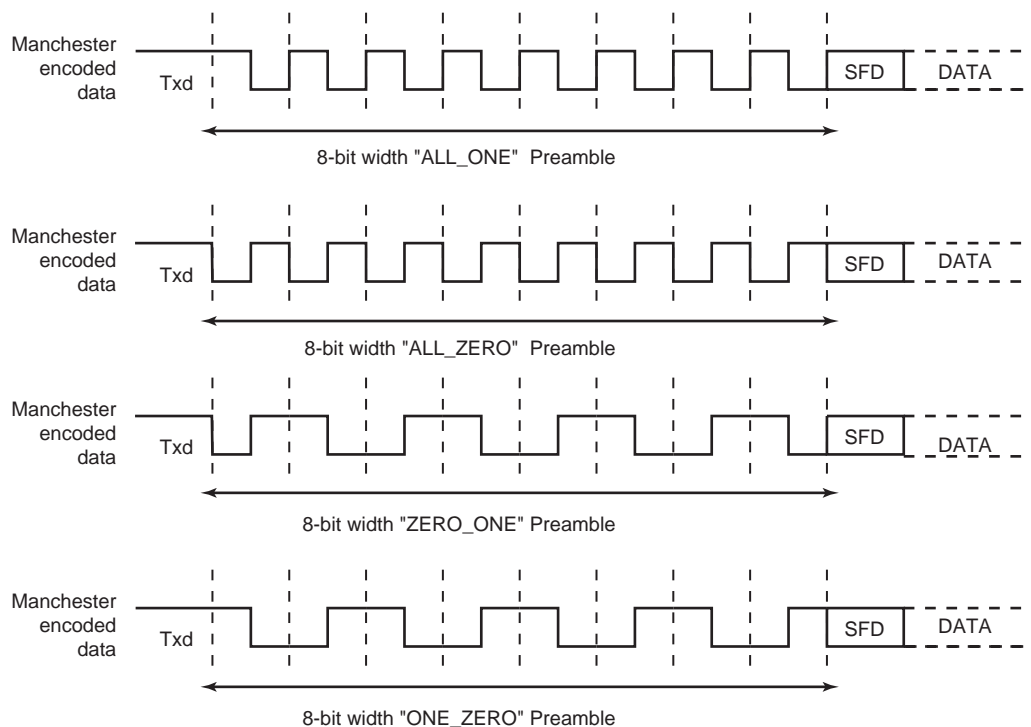 Manchester
encoded
data
Txd
SFD
DATA
8-bit width "ALL_ONE" Preamble
Manchester
encoded
data
Txd
SFD
DATA
8-bit width "ALL_ZERO" Preamble
Manchester
encoded
data
Txd
SFD
DATA
8-bit width "ZERO_ONE" Preamble
Manchester
encoded
data
Txd
SFD
DATA
8-bit width "ONE_ZERO" Preamble